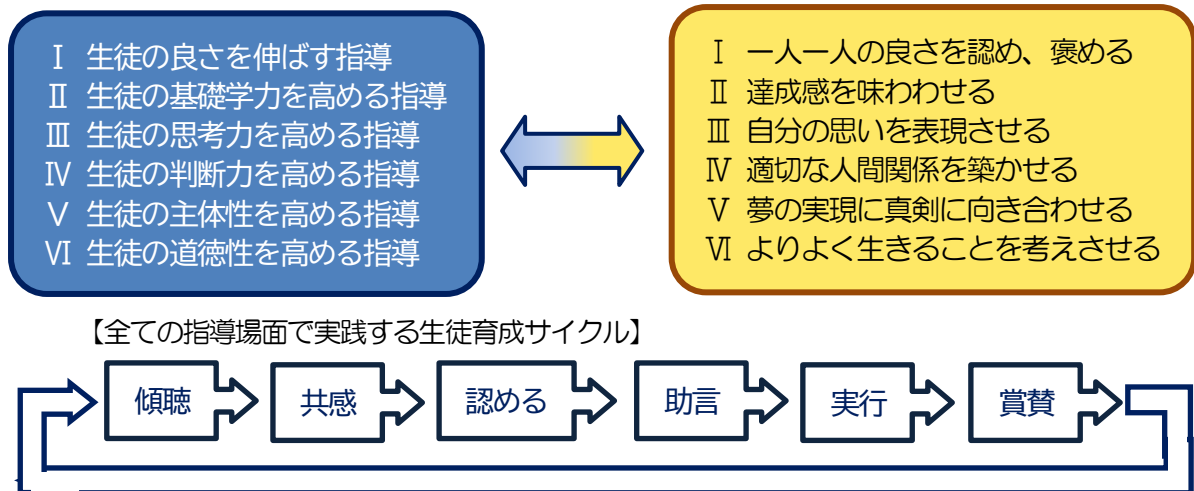 Ⅰ 生徒の良さを伸ばす指導
Ⅱ 生徒の基礎学力を高める指導
Ⅲ 生徒の思考力を高める指導
Ⅳ 生徒の判断力を高める指導
Ⅴ 生徒の主体性を高める指導
Ⅵ 生徒の道徳性を高める指導
Ⅰ 一人一人の良さを認め、褒める
Ⅱ 達成感を味わわせる
Ⅲ 自分の思いを表現させる
Ⅳ 適切な人間関係を築かせる
Ⅴ 夢の実現に真剣に向き合わせる
Ⅵ よりよく生きることを考えさせる
【全ての指導場面で実践する生徒育成サイクル】
傾聴 共感 認める 助言 実行 賞賛